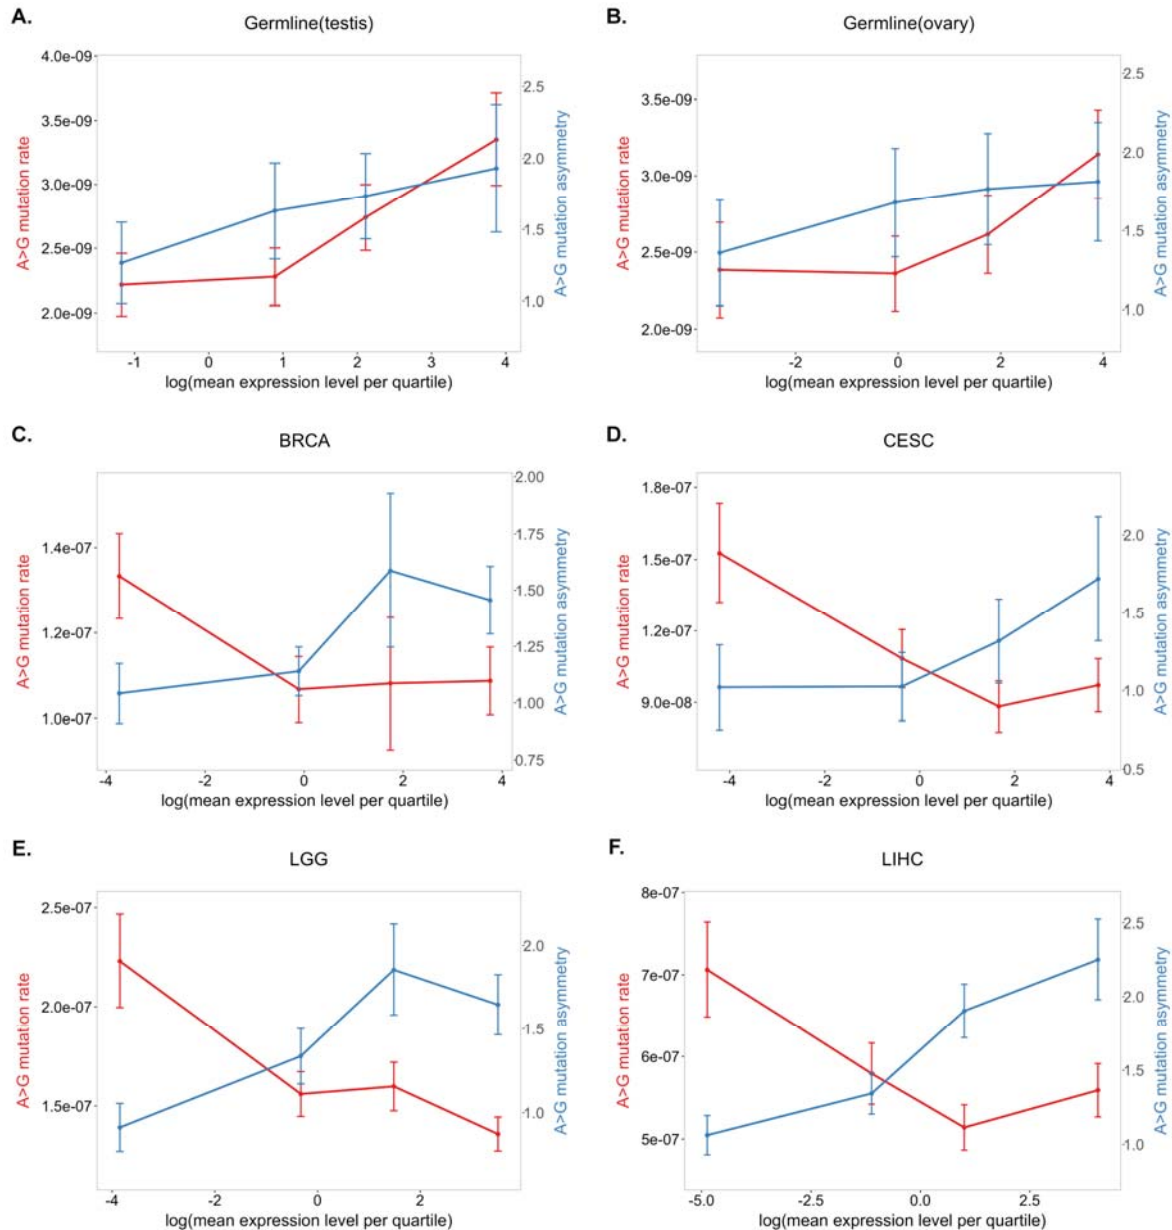 A.
Germline(testis)
4.0e-09
3.5e-09
3.0e-09
2.5e-09
2.0e-09
A>G mutation rate
2.5
2.0
1.5
1.0
A>G mutation asymmetry
-1 0 1 2 3 4
log(mean expression level per quartile)
B.
Germline(ovary)
3.5e-09
3.0e-09
2.5e-09
2.0e-09
A>G mutation rate
2.5
2.0
1.5
1.0
A>G mutation asymmetry
-2 0 2 4
log(mean expression level per quartile)
C.
BRCA
1.4e-07
1.2e-07
1.0e-07
A>G mutation rate
2.00
1.75
1.50
1.25
1.00
0.75
A>G mutation asymmetry
-4 -2 0 2 4
log(mean expression level per quartile)
D.
CESC
1.8e-07
1.5e-07
1.2e-07
9.0e-08
A>G mutation rate
2.0
1.5
1.0
0.5
A>G mutation asymmetry
-4 -2 0 2 4
log(mean expression level per quartile)
E.
LGG
2.5e-07
2.0e-07
1.5e-07
A>G mutation rate
2.0
1.5
1.0
A>G mutation asymmetry
-4 -2 0 2
log(mean expression level per quartile)
F.
LIHC
8e-07
7e-07
6e-07
5e-07
A>G mutation rate
2.5
2.0
1.5
1.0
A>G mutation asymmetry
-5.0 -2.5 0.0 2.5
log(mean expression level per quartile)